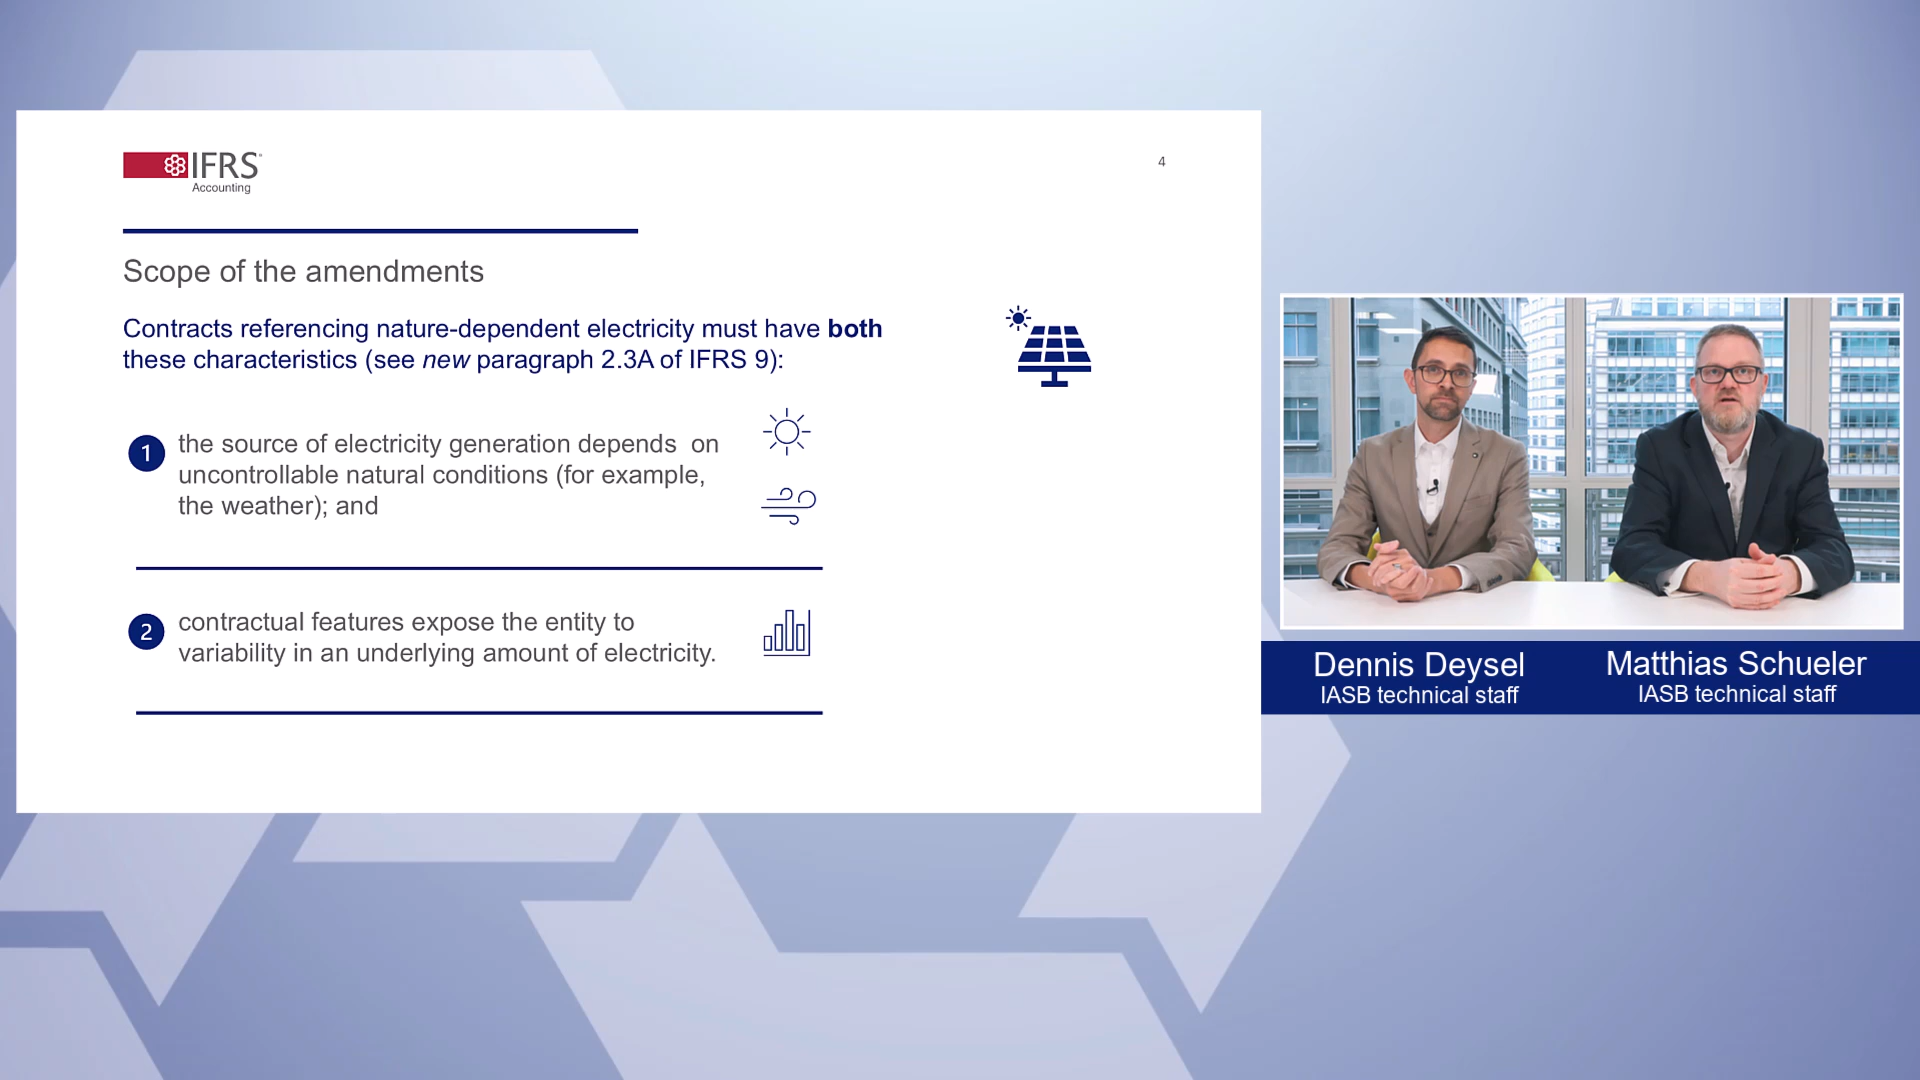 IFRS
Accounting
4
Scope of the amendments
Contracts referencing nature-dependent electricity must have both
these characteristics (see new paragraph 2.3A of IFRS 9):
1 the source of electricity generation depends on
uncontrollable natural conditions (for example,
the weather); and
2 contractual features expose the entity to
variability in an underlying amount of electricity.
Dennis Deysel
IASB technical staff
Matthias Schueler
IASB technical staff